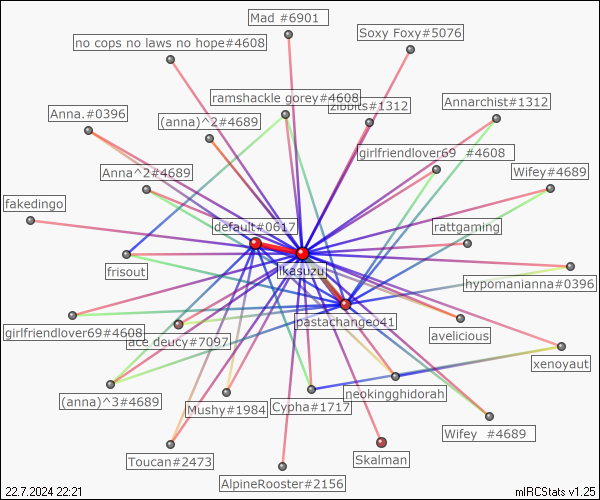 Mad #6901
Soxy Foxy#5076
no cops no laws no hope#4608
ramshackle gorey#4608
zibbits#1312
Annarchist#1312
Anna.#0396
(anna)^2#4689
girlfriendlover69 #4608
Anna^2#4689
Wifey#4689
fakedingo
default#0617
rattgaming
frisout
ikasuzu
hypomanianna#0396
girlfriendlover69#4608
pastachangeo41
ace deucy#7097
avelicious
xenoyaut
(anna)^3#4689
Mushy#1984
Cypha#1717
neokingghidorah
Wifey #4689
Toucan#2473
Skalman
AlpineRooster#2156
22.7.2024 22:21
mIRCStats v1.25